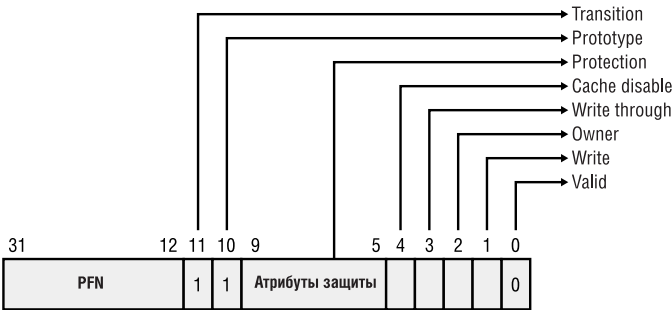 Transition
Prototype
Protection
Cache disable
Write through
Owner
Write
Valid
31 12 11 10 9 5 4 3 2 1 0
PFN 1 1 Атрибуты защиты 0